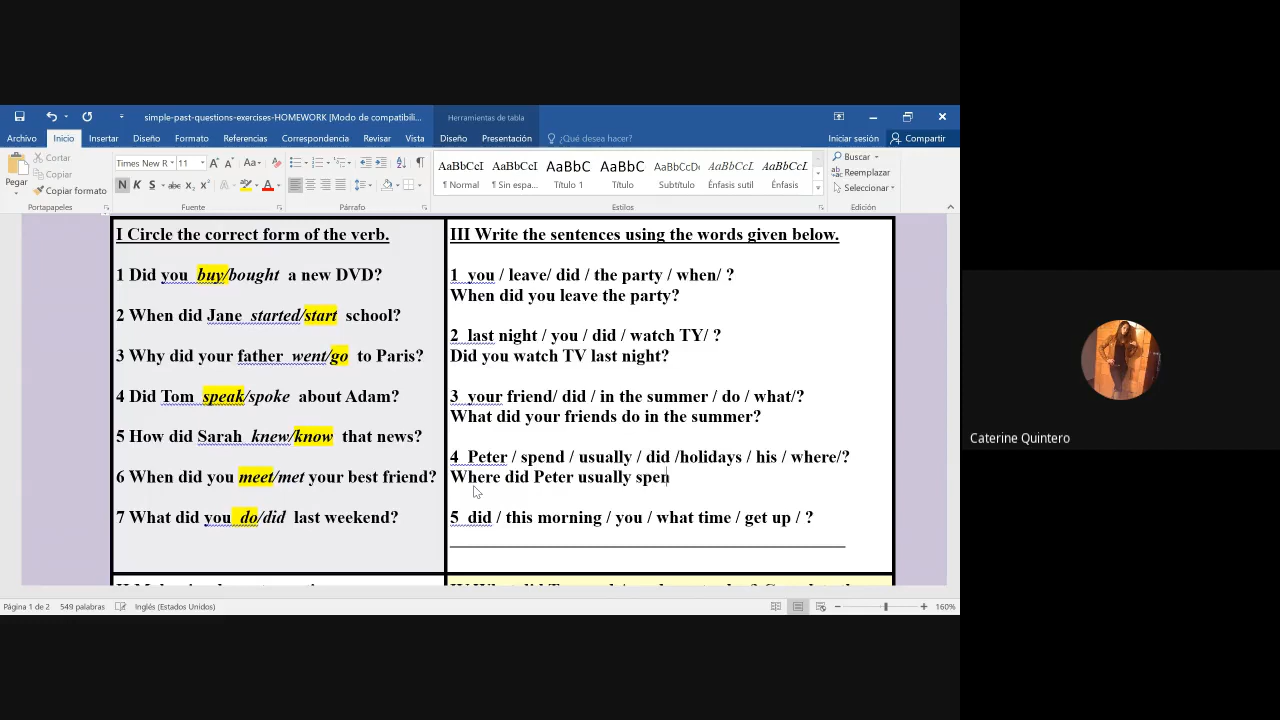 simple-past-questions-exercises-HOMEWORK [Modo de compatibili...
Herramientas de tabla
Archivo Inicio Insertar Diseño Formato Referencias Correspondencia Revisar Vista Diseño Presentación ¿Qué desea hacer? Iniciar sesión Compartir
Pegar
Cortar
Copiar
Copiar formato
Times New R 11
AaBbCcI AaBbCcI AaBbC AaBbC AaBbCcD AaBbCcL AaBbCcL
¶ Normal ¶ Sin espa... Título 1 Título Subtítulo Énfasis sutil Énfasis
Buscar
Reemplazar
Seleccionar
Portapapeles Fuente Párrafo Estilos Edición
I Circle the correct form of the verb.
1 Did you buy/bought a new DVD?
2 When did Jane started/start school?
3 Why did your father went/go to Paris?
4 Did Tom speak/spoke about Adam?
5 How did Sarah knew/know that news?
6 When did you meet/met your best friend?
7 What did you do/did last weekend?
III Write the sentences using the words given below.
1 you / leave/ did / the party / when/ ?
When did you leave the party?
2 last night / you / did / watch TY/ ?
Did you watch TV last night?
3 your friend/ did / in the summer / do / what/?
What did your friends do in the summer?
4 Peter / spend / usually / did /holidays / his / where/?
Where did Peter usually spen
5 did / this morning / you / what time / get up / ?
Página 1 de 2 549 palabras Inglés (Estados Unidos) 160%
Caterine Quintero